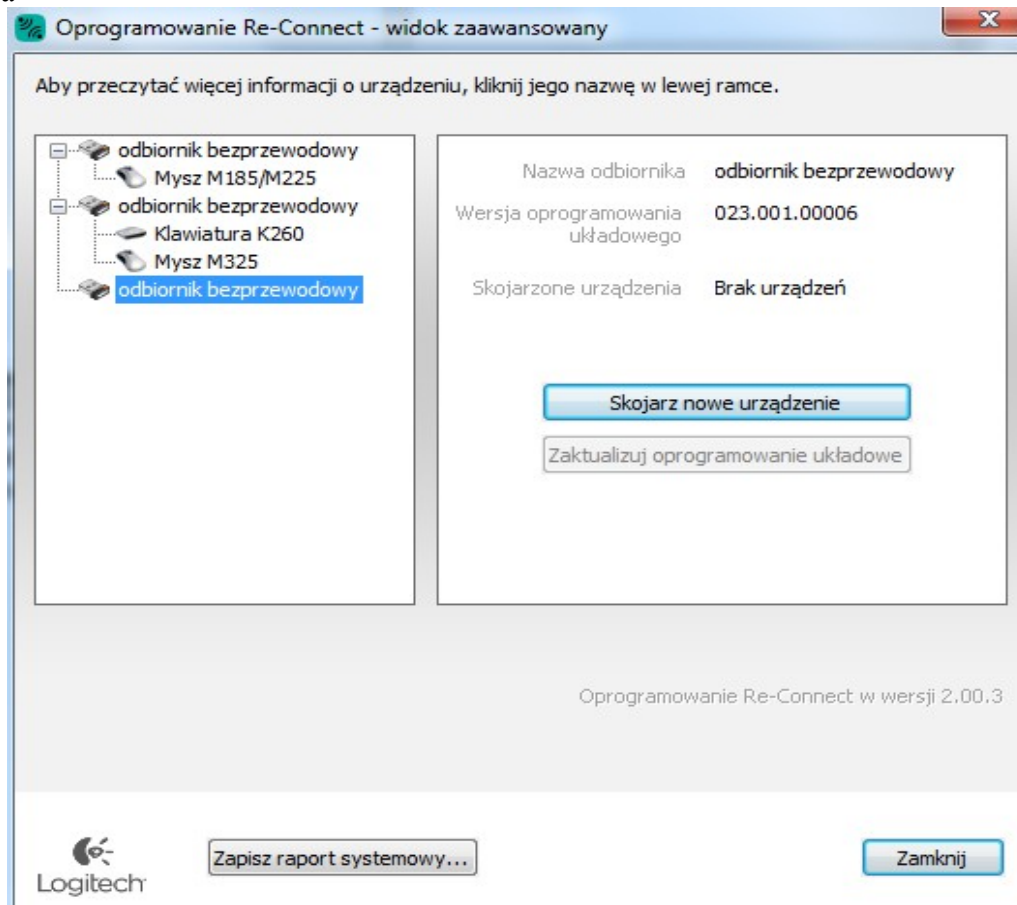 Oprogramowanie Re-Connect - widok zaawansowany
Aby przeczytać więcej informacji o urządzeniu, kliknij jego nazwę w lewej ramce.
odbiornik bezprzewodowy
Mysz M185/M225
odbiornik bezprzewodowy
Klawiatura K260
Mysz M325
odbiornik bezprzewodowy
Nazwa odbiornika odbiornik bezprzewodowy
Wersja oprogramowania 023.001.00006
układowego
Skojarzone urządzenia Brak urządzeń
Skojarz nowe urządzenie
Zaktualizuj oprogramowanie układowe
Oprogramowanie Re-Connect w wersji 2.00.3
Logitech
Zapisz raport systemowy...
Zamknij